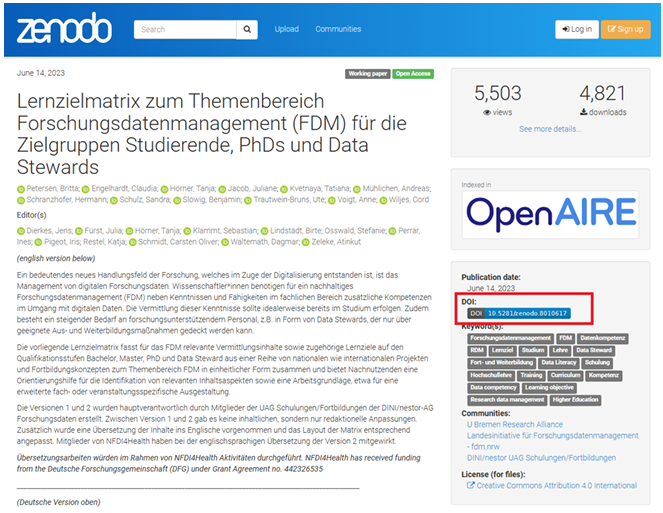 zenodo
Search
Upload
Communities
Log in
Sign up
June 14, 2023
Working paper
Open Access
Lernzielmatrix zum Themenbereich
Forschungsdatenmanagement (FDM) für die
Zielgruppen Studierende, PhDs und Data
Stewards
Petersen, Britta; Engelhardt, Claudia; Hörner, Tanja; Jacob, Juliane; Kvetnaya, Tatiana; Mühlichen, Andreas;
Schranzhofer, Hermann; Schulz, Sandra; Slowig, Benjamin; Trautwein-Bruns, Ute; Voigt, Anne; Wiljes, Cord
Editor(s)
Dierkes, Jens; Fürst, Julia; Hörner, Tanja; Klammt, Sebastian; Lindstädt, Birte; Osswald, Stefanie; Perrar,
Ines; Pigeot, Iris; Restel, Katja; Schmidt, Carsten Oliver; Waltemath, Dagmar; Zeleke, Atinkut
(english version below)
Ein bedeutendes neues Handlungsfeld der Forschung, welches im Zuge der Digitalisierung entstanden ist, ist das
Management von digitalen Forschungsdaten. Wissenschaftler*innen benötigen für ein nachhaltiges
Forschungsdatenmanagement (FDM) neben Kenntnissen und Fähigkeiten im fachlichen Bereich zusätzliche Kompetenzen
im Umgang mit digitalen Daten. Die Vermittlung dieser Kenntnisse sollte idealerweise bereits im Studium erfolgen. Zudem
besteht ein steigender Bedarf an forschungsunterstützendem Personal, z.B. in Form von Data Stewards, der nur über
geeignete Aus- und Weiterbildungsmaßnahmen gedeckt werden kann.
Die vorliegende Lernzielmatrix fasst für das FDM relevante Vermittlungsinhalte sowie zugehörige Lernziele auf den
Qualifikationsstufen Bachelor, Master, PhD und Data Steward aus einer Reihe von nationalen wie internationalen Projekten
und Fortbildungskonzepten zum Themenbereich FDM in einheitlicher Form zusammen und bietet Nachnutzenden eine
Orientierungshilfe für die Identifikation von relevanten Inhaltsaspekten sowie eine Arbeitsgrundlage, etwa für eine
erweiterte fach- oder veranstaltungsspezifische Ausgestaltung.
Die Versionen 1 und 2 wurden hauptverantwortlich durch Mitglieder der UAG Schulungen/Fortbildungen der DINI/nestor-AG
Forschungsdaten erstellt. Zwischen Version 1 und 2 gab es keine inhaltlichen, sondern nur redaktionelle Anpassungen.
Zusätzlich wurde eine Übersetzung der Inhalte ins Englische vorgenommen und das Layout der Matrix entsprechend
angepasst. Mitglieder von NFDI4Health haben bei der englischsprachigen Übersetzung der Version 2 mitgewirkt.
Übersetzungsarbeiten würden im Rahmen von NFDI4Health Aktivitäten durchgeführt. NFDI4Health has received funding
from the Deutsche Forschungsgemeinschaft (DFG) under Grant Agreement no. 442326535
(Deutsche Version oben)
5,503
views
4,821
downloads
See more details...
Indexed in
OpenAIRE
Publication date:
June 14, 2023
DOI:
DOI 10.5281/zenodo.8010617
Keyword(s):
Forschungsdatenmanagement FDM Datenkompetenz
RDM Lernziel Studium Lehre Data Steward
Fort- und Weiterbildung Data Literacy Schulung
Hochschullehre Training Curriculum Kompetenz
Data competency Learning objective
Research data management Higher Education
Communities:
U Bremen Research Alliance
Landesinitiative für Forschungsdatenmanagement
- fdm.nrw
DINI/nestor UAG Schulungen/Fortbildungen
License (for files):
Creative Commons Attribution 4.0 International